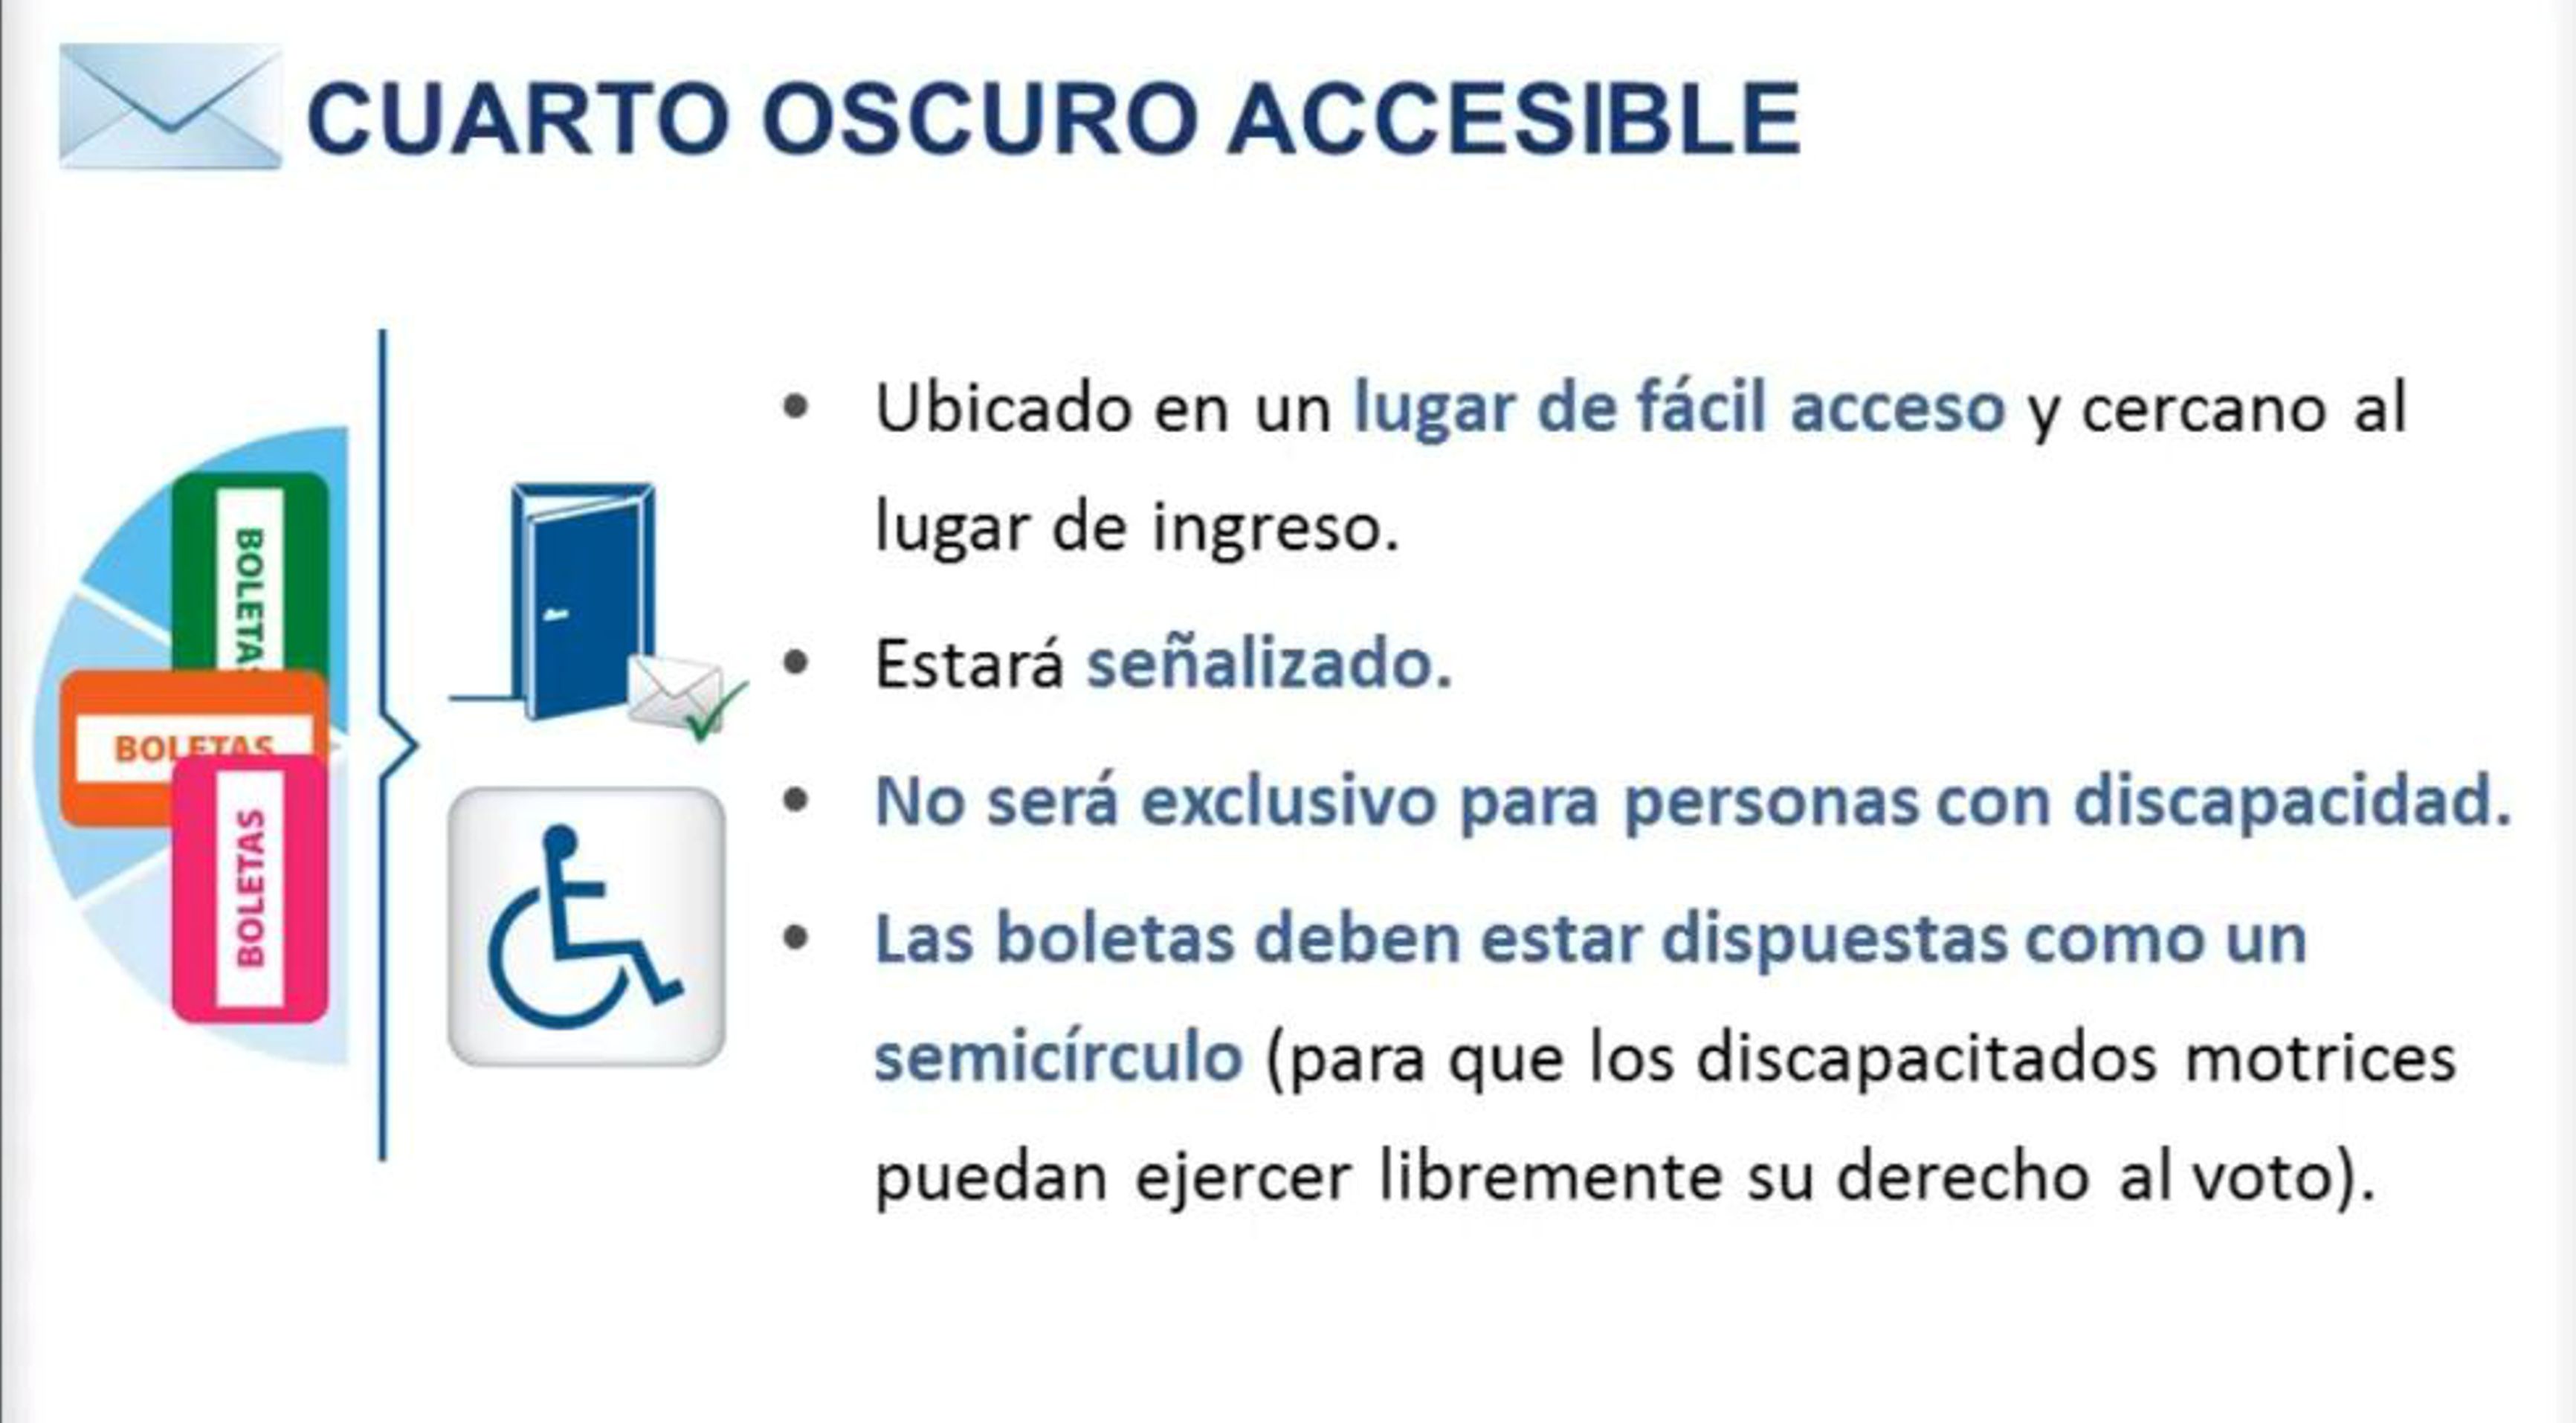 CUARTO OSCURO ACCESIBLE
BOLETAS
BOLETAS
BOLETAS
• Ubicado en un lugar de fácil acceso y cercano al
lugar de ingreso.
• Estará señalizado.
• No será exclusivo para personas con discapacidad.
• Las boletas deben estar dispuestas como un
semicírculo (para que los discapacitados motrices
puedan ejercer libremente su derecho al voto).